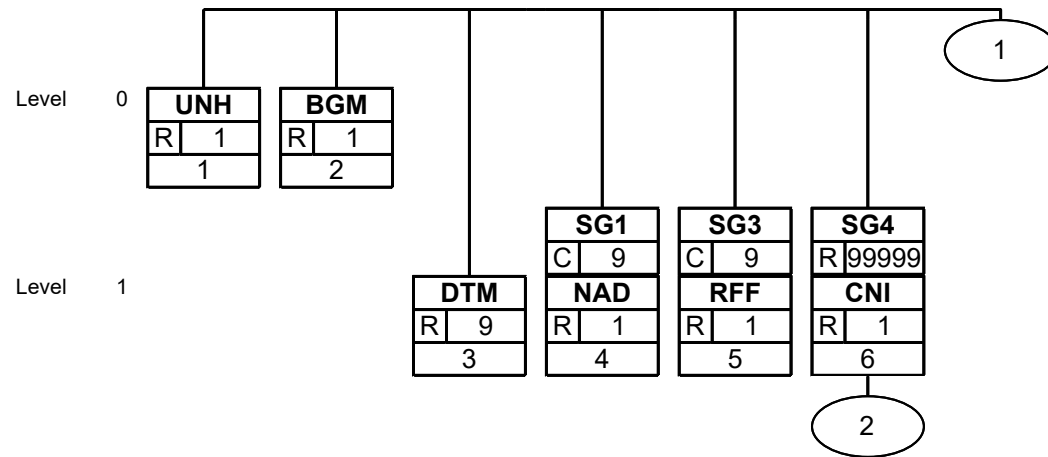 1
Level 0
UNH BGM
R 1 R 1
1 2
SG1 SG3 SG4
C 9 C 9 R 99999
Level 1
DTM NAD RFF CNI
R 9 R 1 R 1 R 1
3 4 5 6
2